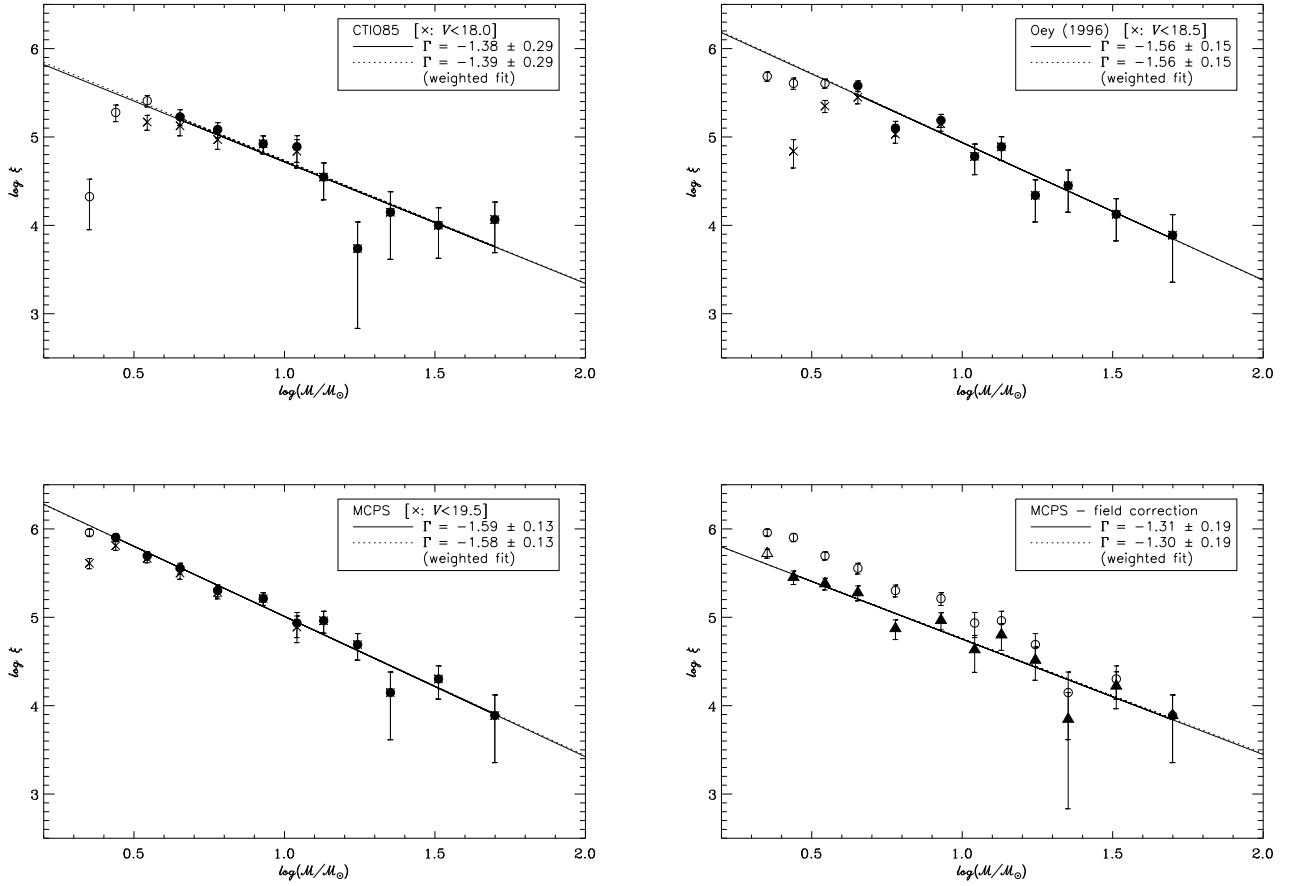 CTIO85 [×: V<18.0]
Γ = −1.38 ± 0.29
Γ = −1.39 ± 0.29
(weighted fit)
6
5
4
3
log ξ
0.5 1.0 1.5 2.0
log(ℳ/ℳ☉)
Oey (1996) [×: V<18.5]
Γ = −1.56 ± 0.15
Γ = −1.56 ± 0.15
(weighted fit)
6
5
4
3
log ξ
0.5 1.0 1.5 2.0
log(ℳ/ℳ☉)
MCPS [×: V<19.5]
Γ = −1.59 ± 0.13
Γ = −1.58 ± 0.13
(weighted fit)
6
5
4
3
log ξ
0.5 1.0 1.5 2.0
log(ℳ/ℳ☉)
MCPS − field correction
Γ = −1.31 ± 0.19
Γ = −1.30 ± 0.19
(weighted fit)
6
5
4
3
log ξ
0.5 1.0 1.5 2.0
log(ℳ/ℳ☉)